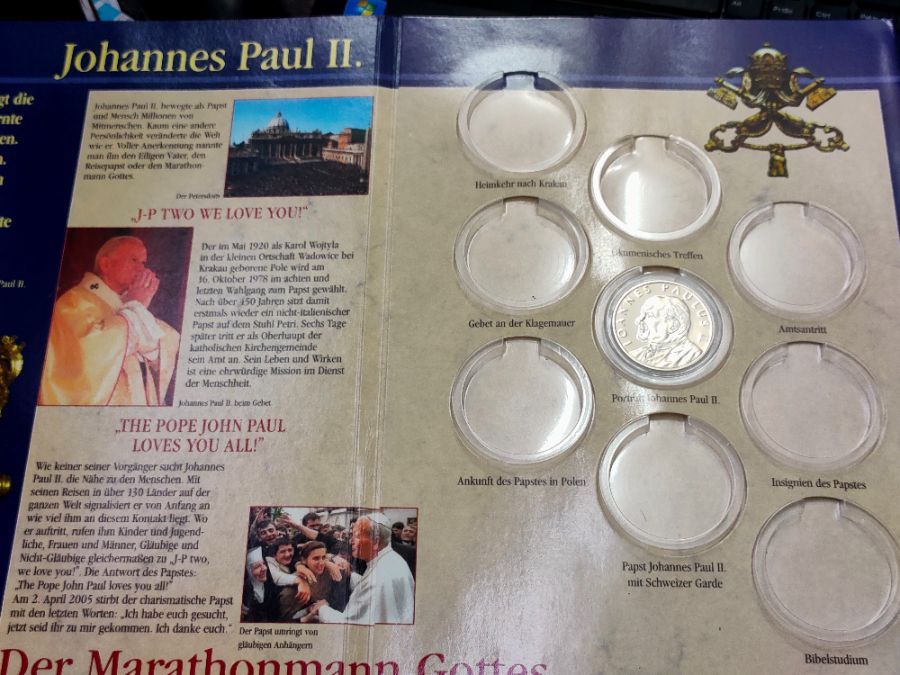 Johannes Paul II.
gt die
rnte
en.
n.
n
te
Paul II.
Johannes Paul II. bewegte als Papst
und Mensch Millionen von
Mitmenschen. Kaum eine andere
Persönlichkeit veränderte die Welt
wie er. Voller Anerkennung nannte
man ihn den Eiligen Vater, den
Reisepapst oder den Marathon
mann Gottes.
Der Petersdom
„J-P TWO WE LOVE YOU!“
Der im Mai 1920 als Karol Wojtyla
in der kleinen Ortschaft Wadowice bei
Krakau geborene Pole wird am
16. Oktober 1978 im achten und
letzten Wahlgang zum Papst gewählt.
Nach über 450 Jahren sitzt damit
erstmals wieder ein nicht-italienischer
Papst auf dem Stuhl Petri. Sechs Tage
später tritt er als Oberhaupt der
katholischen Kirchengemeinde
sein Amt an. Sein Leben und Wirken
ist eine ehrwürdige Mission im Dienst
der Menschheit.
Johannes Paul II. beim Gebet
„THE POPE JOHN PAUL
LOVES YOU ALL!“
Wie keiner seiner Vorgänger sucht Johannes
Paul II. die Nähe zu den Menschen. Mit
seinen Reisen in über 130 Länder auf der
ganzen Welt signalisiert er von Anfang an
wie viel ihm an diesem Kontakt liegt. Wo
er auftritt, rufen ihm Kinder und Jugend-
liche, Frauen und Männer, Gläubige und
Nicht-Gläubige gleichermaßen zu „J-P two,
we love you!“. Die Antwort des Papstes:
„The Pope John Paul loves you all!“
Am 2. April 2005 stirbt der charismatische Papst
mit den letzten Worten: „Ich habe euch gesucht,
jetzt seid ihr zu mir gekommen. Ich danke euch.“
Der Papst umringt von
gläubigen Anhängern
Der Marathonmann Gottes
Heimkehr nach Krakau
Ökumenisches Treffen
Gebet an der Klagemauer
Amtsantritt
JOANNES PAULUS II
Porträt Johannes Paul II.
Ankunft des Papstes in Polen
Insignien des Papstes
Papst Johannes Paul II.
mit Schweizer Garde
Bibelstudium